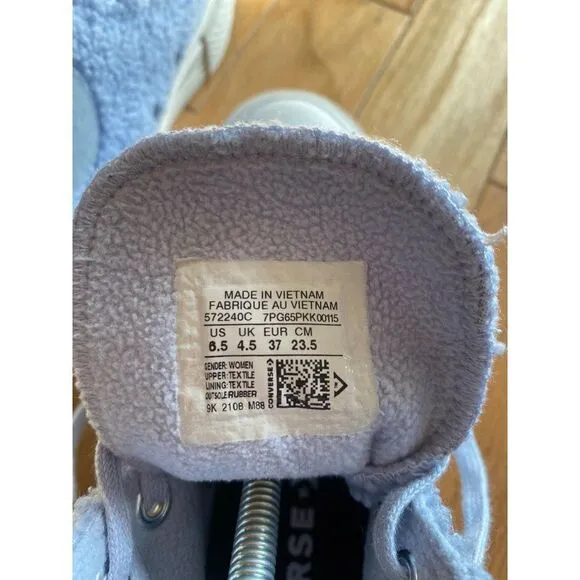 MADE IN VIETNAM
FABRIQUE AU VIETNAM
572240C 7PG65PKK00115
US UK EUR CM
6.5 4.5 37 23.5
GENDER: WOMEN
UPPER: TEXTILE
LINING: TEXTILE
OUTSOLE RUBBER
9K 210B M88
CONVERSE
ERSE